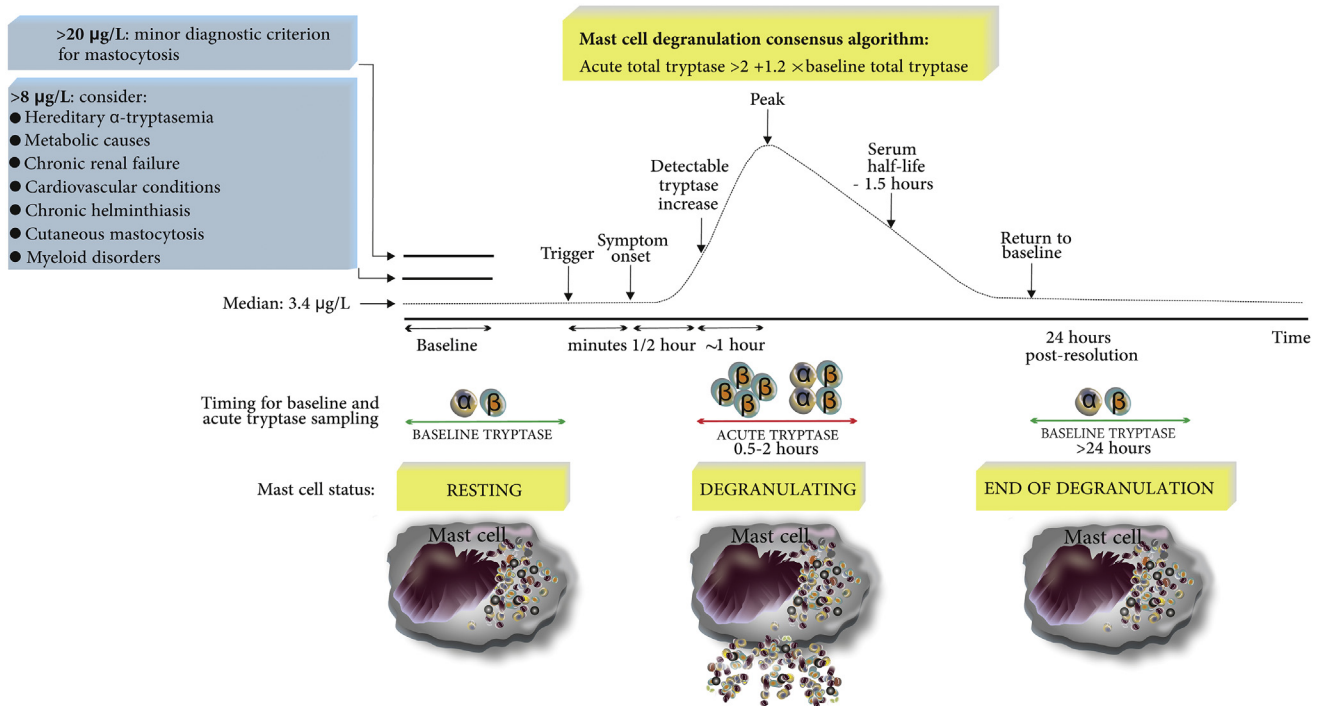 >20 µg/L: minor diagnostic criterion
for mastocytosis
>8 µg/L: consider:
● Hereditary α-tryptasemia
● Metabolic causes
● Chronic renal failure
● Cardiovascular conditions
● Chronic helminthiasis
● Cutaneous mastocytosis
● Myeloid disorders
Mast cell degranulation consensus algorithm:
Acute total tryptase >2 +1.2 × baseline total tryptase
Peak
Detectable
tryptase
increase
Serum
half-life
- 1.5 hours
Trigger
Symptom
onset
Return to
baseline
Median: 3.4 µg/L
Baseline
minutes
1/2 hour
~1 hour
24 hours
post-resolution
Time
Timing for baseline and
acute tryptase sampling
α β
BASELINE TRYPTASE
β β β β α β α β
ACUTE TRYPTASE
0.5-2 hours
α β
BASELINE TRYPTASE
>24 hours
Mast cell status:
RESTING
DEGRANULATING
END OF DEGRANULATION
Mast cell
Mast cell
Mast cell